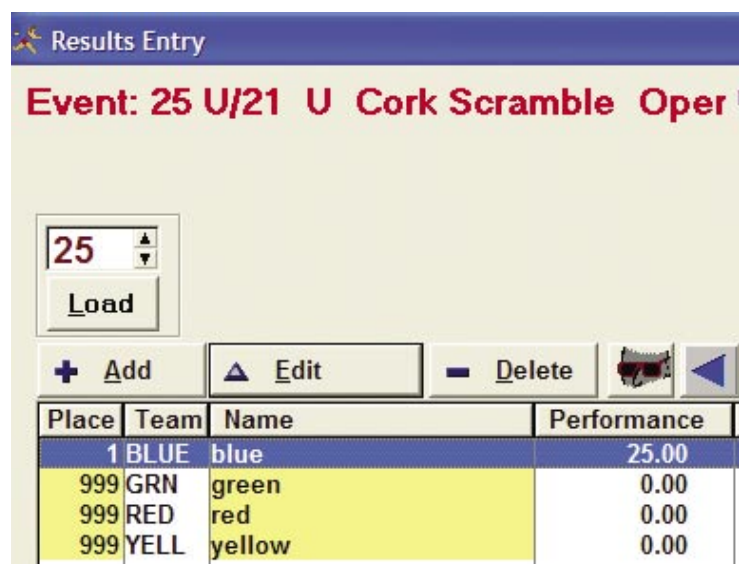 Results Entry
Event: 25 U/21 U Cork Scramble Oper
25
Load
Add Edit Delete
Place Team Name Performance
1 BLUE blue 25.00
999 GRN green 0.00
999 RED red 0.00
999 YELL yellow 0.00